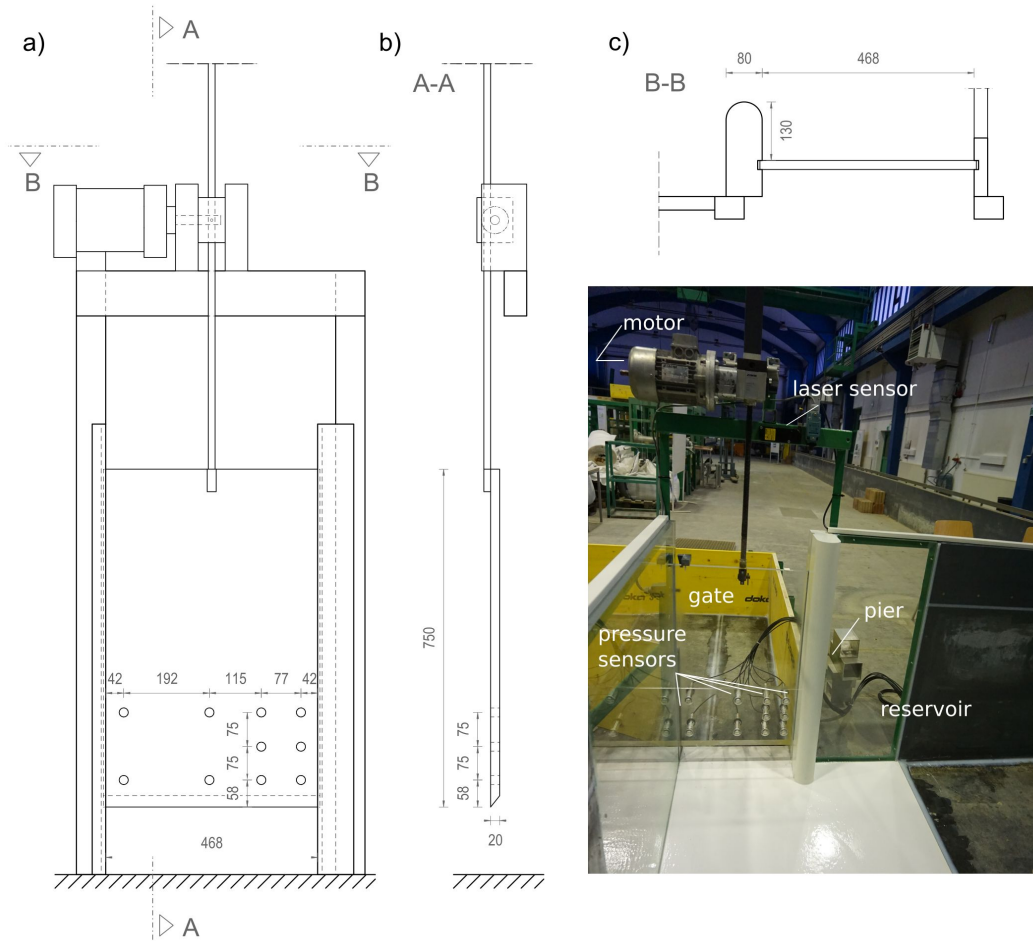 a)
A
b)
c)
A-A
B-B
80
468
130
B
B
42
192
115
77
42
75
75
58
468
A
750
75
75
58
20
motor
laser sensor
doka
gate
doka
pressure
sensors
pier
reservoir